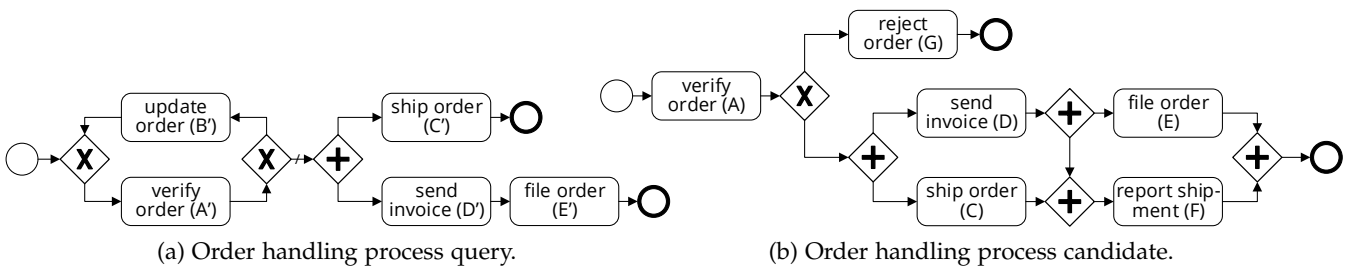 update
order (B')
verify
order (A')
X
X
+
ship order
(C')
send
invoice (D')
file order
(E')
(a) Order handling process query.
verify
order (A)
X
reject
order (G)
+
send
invoice (D)
ship order
(C)
+
+
file order
(E)
report ship-
ment (F)
+
(b) Order handling process candidate.